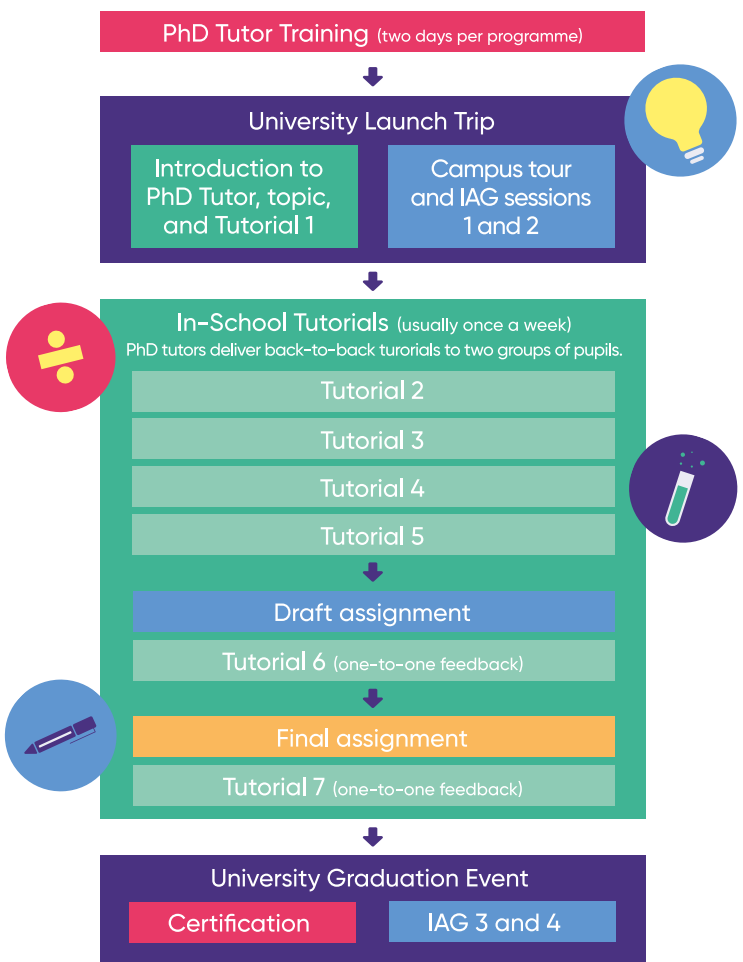 PhD Tutor Training (two days per programme)
University Launch Trip
Introduction to
PhD Tutor, topic,
and Tutorial 1
Campus tour
and IAG sessions
1 and 2
In-School Tutorials (usually once a week)
PhD tutors deliver back-to-back turorials to two groups of pupils.
Tutorial 2
Tutorial 3
Tutorial 4
Tutorial 5
Draft assignment
Tutorial 6 (one-to-one feedback)
Final assignment
Tutorial 7 (one-to-one feedback)
University Graduation Event
Certification
IAG 3 and 4